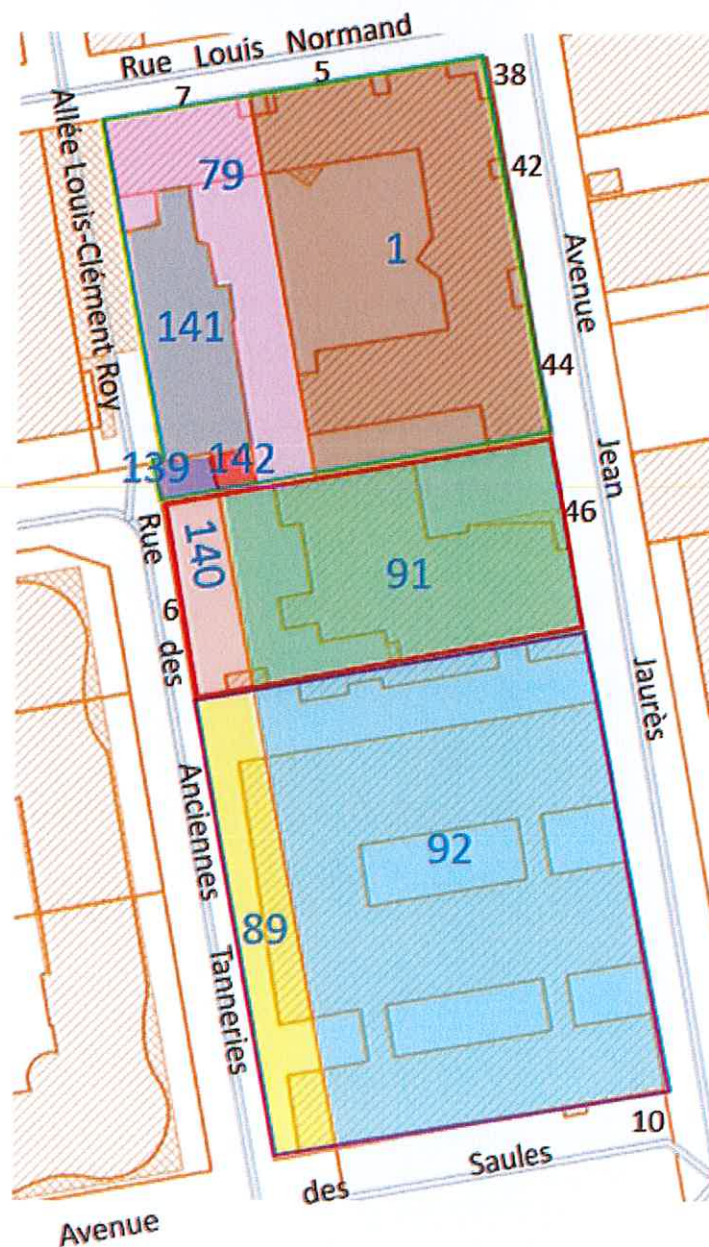 Rue Louis Normand
7
5
38
Allée Louis-Clément Roy
79
42
1
Avenue
141
44
Jean
139
142
46
Rue
140
91
6
des
Jaurès
Anciennes
92
89
Tanneries
10
Saules
des
Avenue